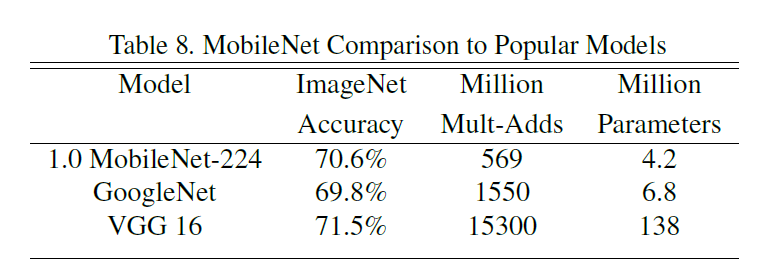 Table 8. MobileNet Comparison to Popular Models
Model ImageNet Million Million
Accuracy Mult-Adds Parameters
1.0 MobileNet-224 70.6% 569 4.2
GoogleNet 69.8% 1550 6.8
VGG 16 71.5% 15300 138